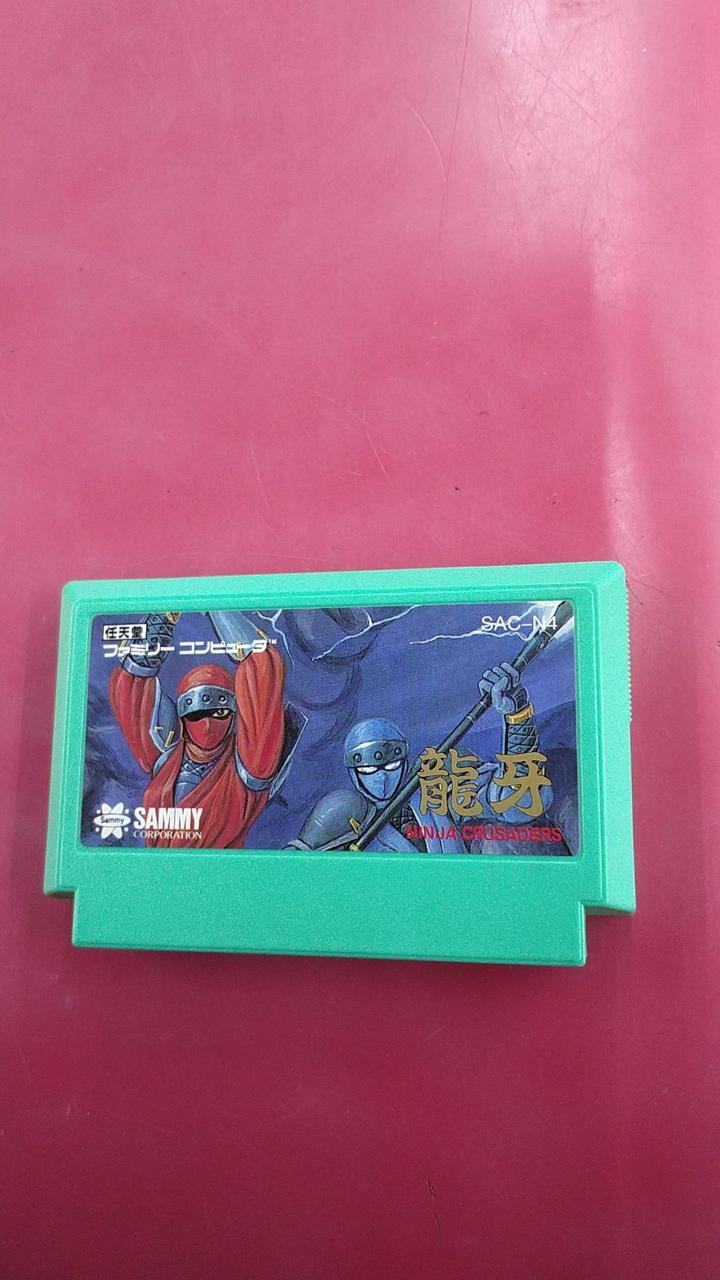 任天堂
ファミリー コンピュータ™
SAC-N4
龍牙
NINJA CRUSADERS
Sammy
SAMMY
CORPORATION